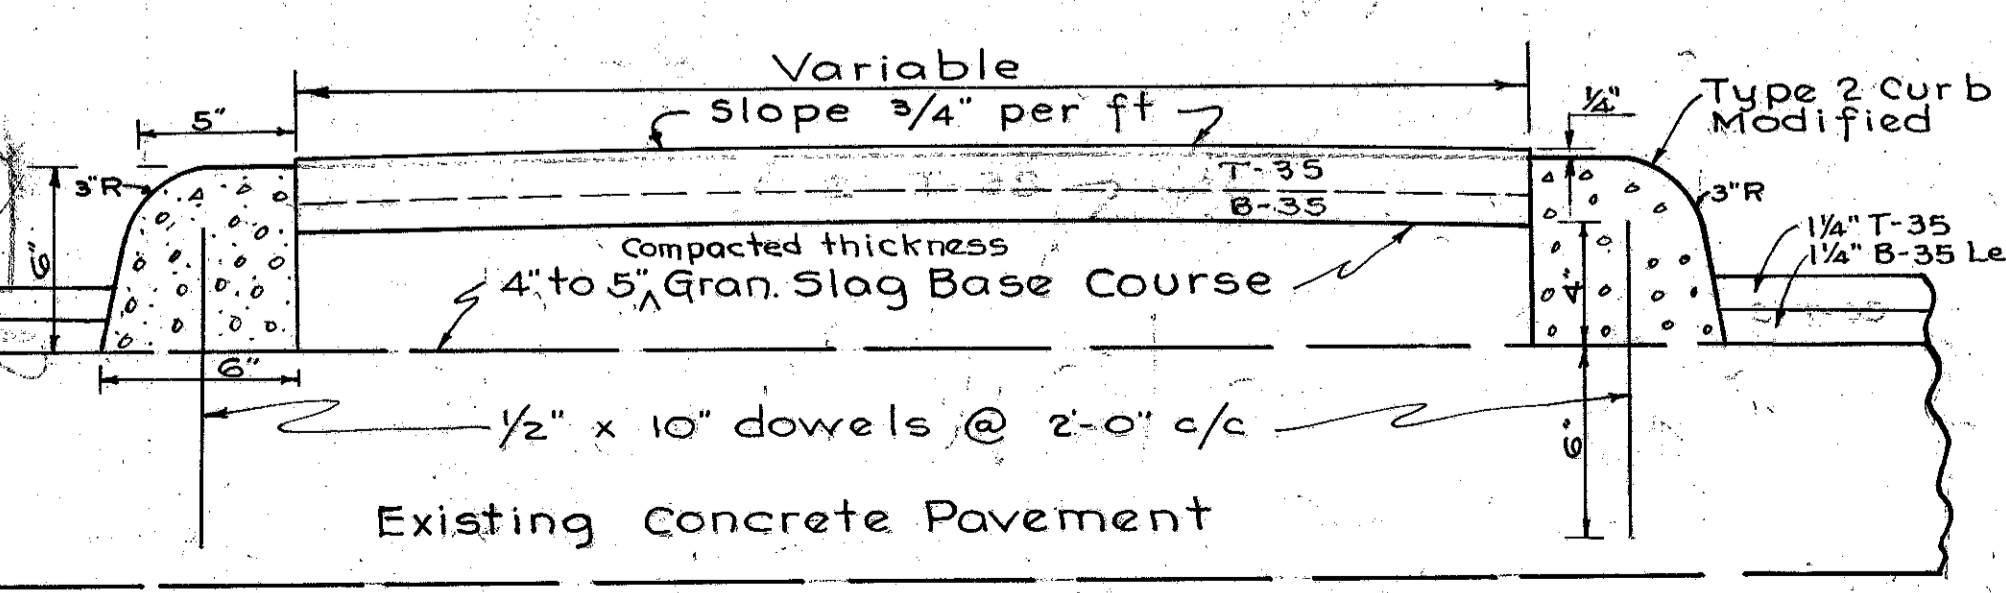 Variable
Slope 3/4" per ft
5"
1/4"
Type 2 Curb
Modified
3"R
T-35
B-35
3"R
6"
Compacted thickness
4" to 5" ^ Gran. Slag Base Course
4"
1 1/4" T-35
1 1/4" B-35 Le
6"
1/2" x 10" dowels @ 2'-0" c/c
6"
Existing Concrete Pavement